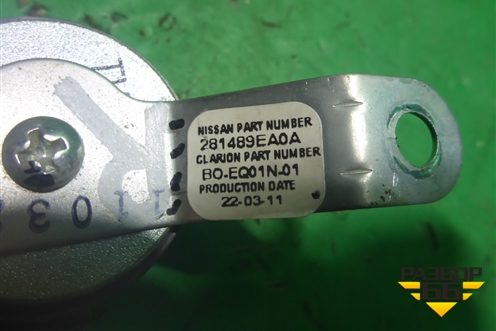 NISSAN PART NUMBER
281489EA0A
CLARION PART NUMBER
BO-EQ01N-01
PRODUCTION DATE
22-03-11
R
РАЗБОР
66